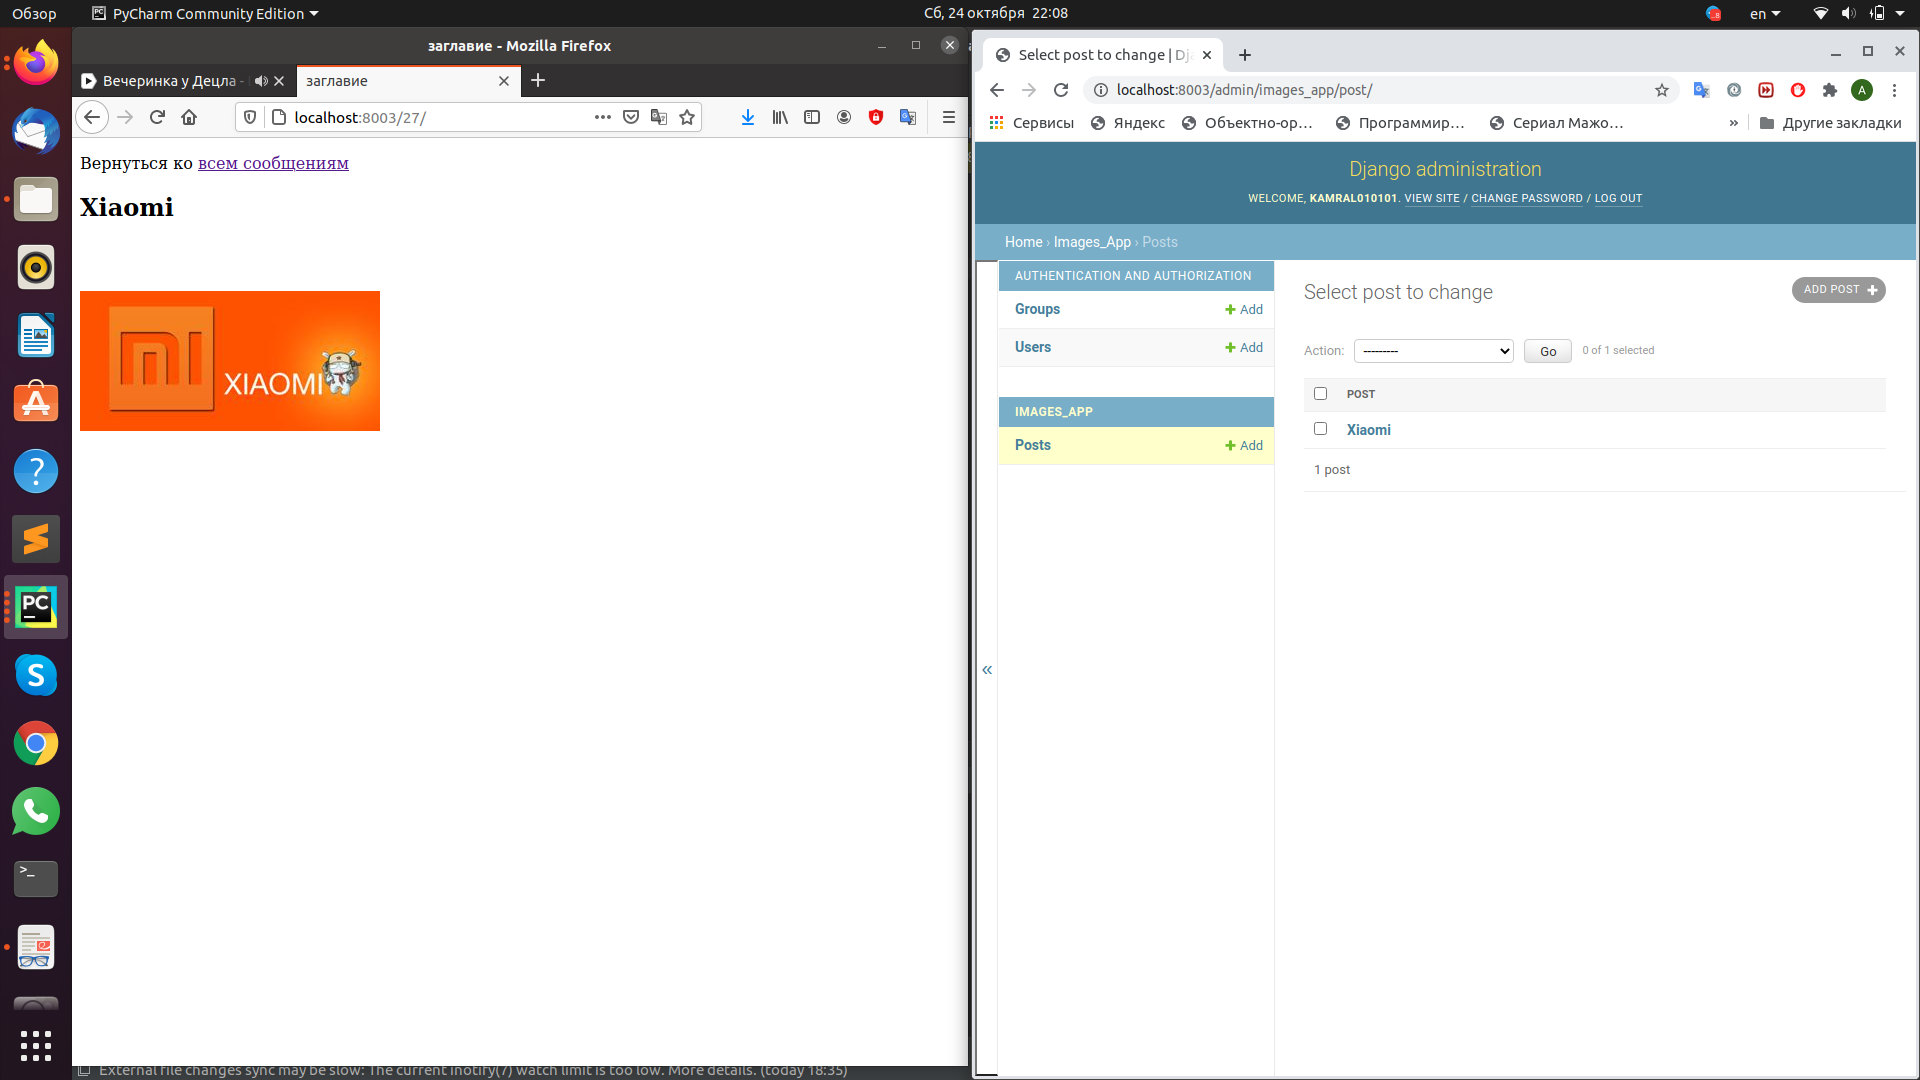 Обзор
PyCharm Community Edition
Сб, 24 октября 22:08
en
заглавие - Mozilla Firefox
Вечеринка у Децла -
заглавие
localhost:8003/27/
Вернуться ко всем сообщениям
Xiaomi
mi
XIAOMI
External file changes sync may be slow: The current inotify(7) watch limit is too low. More details. (today 18:35)
Select post to change | Dj
localhost:8003/admin/images_app/post/
A
Сервисы
Яндекс
Объектно-ор...
Программир...
Сериал Мажо...
»
Другие закладки
Django administration
WELCOME, KAMRAL010101. VIEW SITE / CHANGE PASSWORD / LOG OUT
Home › Images_App › Posts
AUTHENTICATION AND AUTHORIZATION
Groups
Add
Users
Add
IMAGES_APP
Posts
Add
«
Select post to change
ADD POST
Action:
---------
Go
0 of 1 selected
POST
Xiaomi
1 post
PC
S
>_